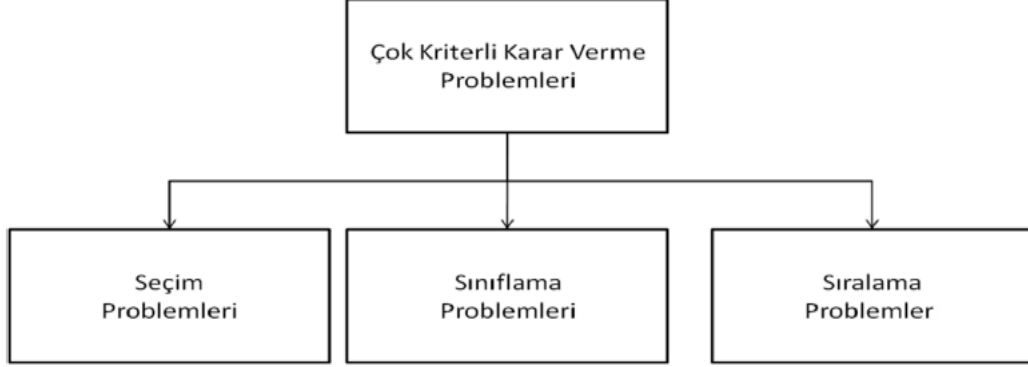 Çok Kriterli Karar Verme
Problemleri
Seçim
Problemleri
Sınıflama
Problemleri
Sıralama
Problemler